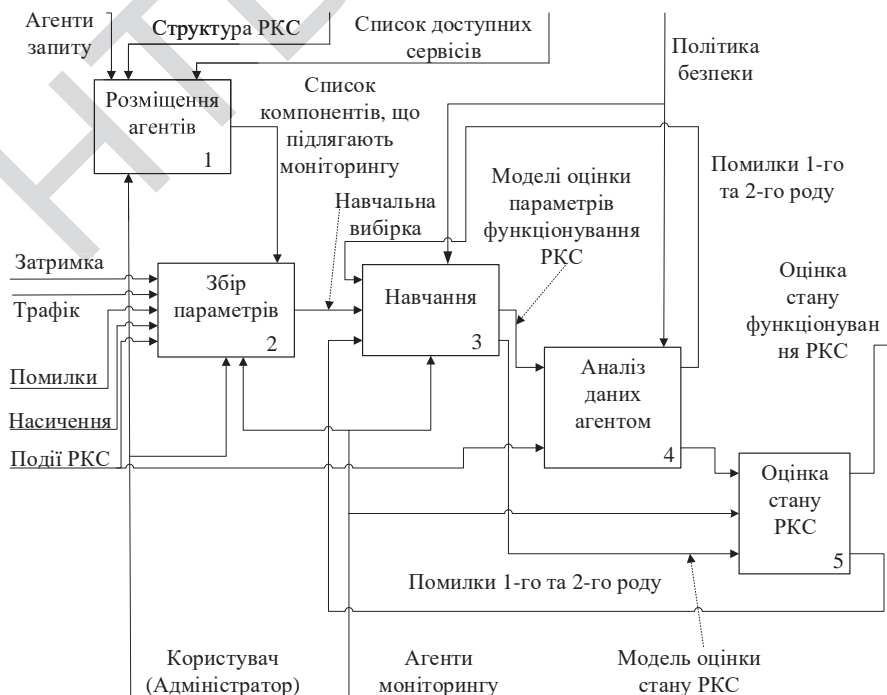 Агенти
запиту
Структура РКС
Список доступних
сервісів
Політика
безпеки
Розміщення
агентів
1
Список
компонентів, що
підлягають
моніторингу
Помилки 1-го
та 2-го роду
Моделі оцінки
параметрів
функціонування
РКС
Навчальна
вибірка
Затримка
Трафік
Помилки
Насичення
Події РКС
Збір
параметрів
2
Навчання
3
Оцінка
стану
функціонуван
ня РКС
Аналіз
даних
агентом
4
Оцінка
стану
РКС
5
Помилки 1-го та 2-го роду
Користувач
(Адміністратор)
Агенти
моніторингу
Модель оцінки
стану РКС